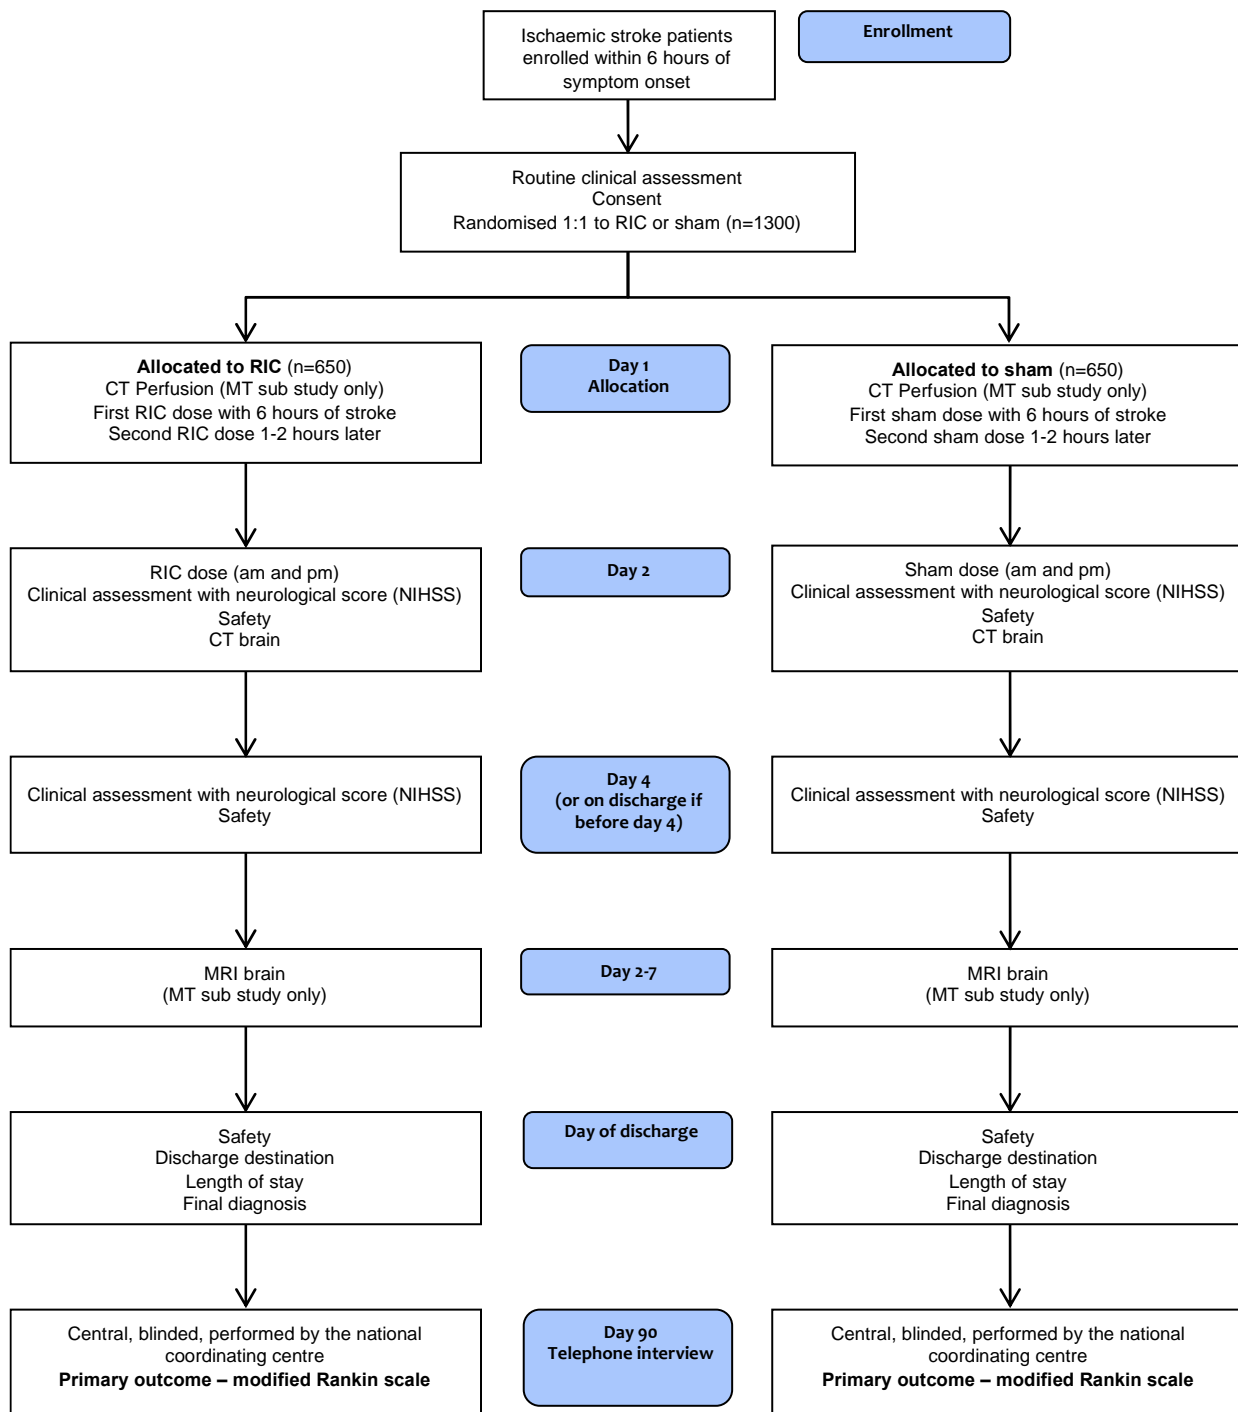 Ischaemic stroke patients
enrolled within 6 hours of
symptom onset
Enrollment
Routine clinical assessment
Consent
Randomised 1:1 to RIC or sham (n=1300)
Allocated to RIC (n=650)
CT Perfusion (MT sub study only)
First RIC dose with 6 hours of stroke
Second RIC dose 1-2 hours later
Day 1
Allocation
Allocated to sham (n=650)
CT Perfusion (MT sub study only)
First sham dose with 6 hours of stroke
Second sham dose 1-2 hours later
RIC dose (am and pm)
Clinical assessment with neurological score (NIHSS)
Safety
CT brain
Day 2
Sham dose (am and pm)
Clinical assessment with neurological score (NIHSS)
Safety
CT brain
Clinical assessment with neurological score (NIHSS)
Safety
Day 4
(or on discharge if
before day 4)
Clinical assessment with neurological score (NIHSS)
Safety
MRI brain
(MT sub study only)
Day 2-7
MRI brain
(MT sub study only)
Safety
Discharge destination
Length of stay
Final diagnosis
Day of discharge
Safety
Discharge destination
Length of stay
Final diagnosis
Central, blinded, performed by the national
coordinating centre
Primary outcome – modified Rankin scale
Day 90
Telephone interview
Central, blinded, performed by the national
coordinating centre
Primary outcome – modified Rankin scale